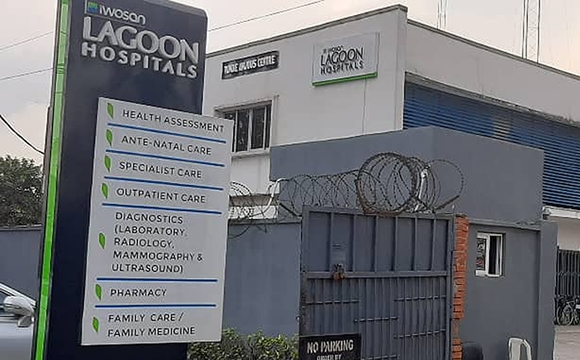 iwosan
LAGOON
HOSPITALS
HEALTH ASSESSMENT
ANTE-NATAL CARE
SPECIALIST CARE
OUTPATIENT CARE
DIAGNOSTICS
(LABORATORY,
RADIOLOGY,
MAMMOGRAPHY &
ULTRASOUND)
PHARMACY
FAMILY CARE /
FAMILY MEDICINE
CENTRE
iwosan
LAGOON
HOSPITALS
NO PARKING